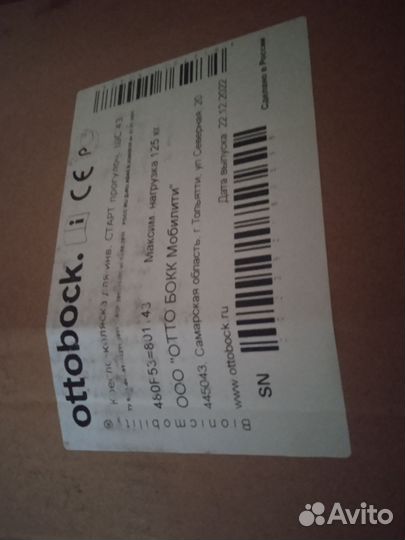 ottobock. i CE P
Кресло-коляска для инв. СТАРТ прогулоч. ШС 43
480F53=801.43 Максим. нагрузка 125 кг
ООО "ОТТО БОКК Мобилити"
445043, Самарская область, г Тольятти, ул Северная, 20
www.ottobock.ru Дата выпуска 22.12.2022
SN Сделано в России
Avito